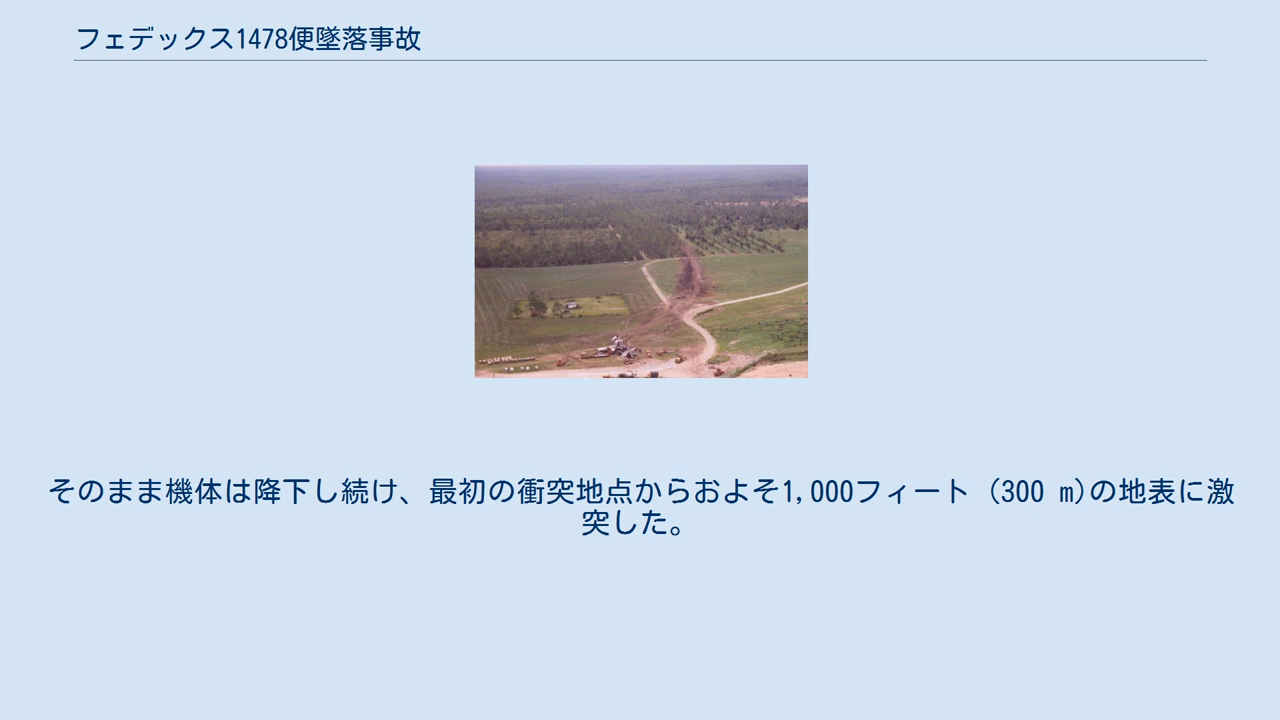 フェデックス1478便墜落事故
そのまま機体は降下し続け、最初の衝突地点からおよそ1,000フィート (300 m)の地表に激
突した。